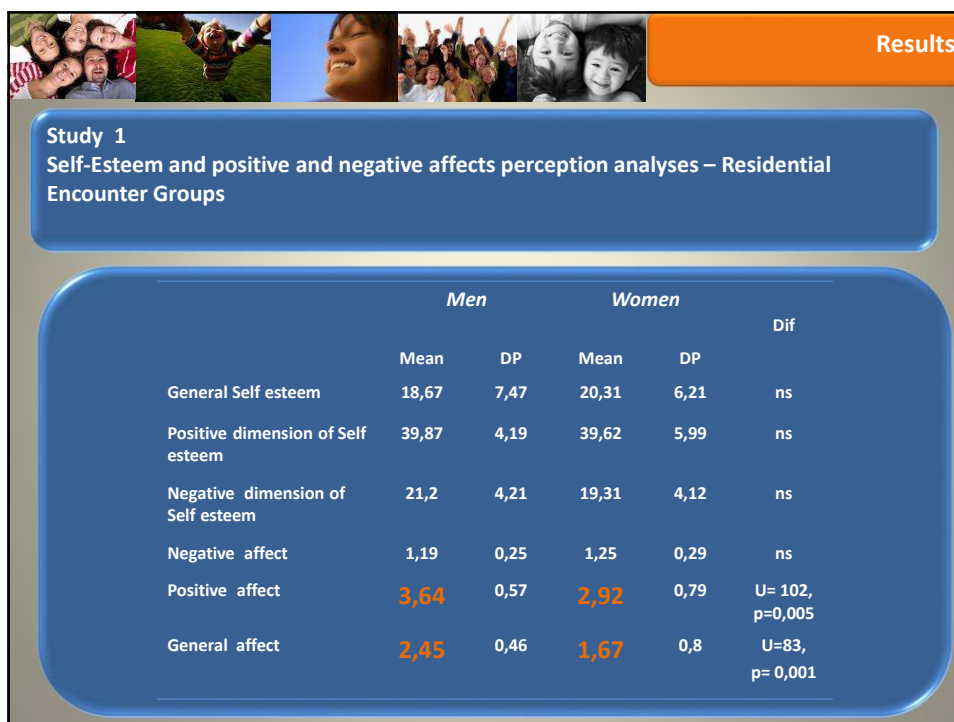 Results
Study 1
Self-Esteem and positive and negative affects perception analyses – Residential
Encounter Groups
Men Women
Dif
Mean DP Mean DP
General Self esteem 18,67 7,47 20,31 6,21 ns
Positive dimension of Self 39,87 4,19 39,62 5,99 ns
esteem
Negative dimension of 21,2 4,21 19,31 4,12 ns
Self esteem
Negative affect 1,19 0,25 1,25 0,29 ns
Positive affect 3,64 0,57 2,92 0,79 U= 102,
p=0,005
General affect 2,45 0,46 1,67 0,8 U=83,
p= 0,001